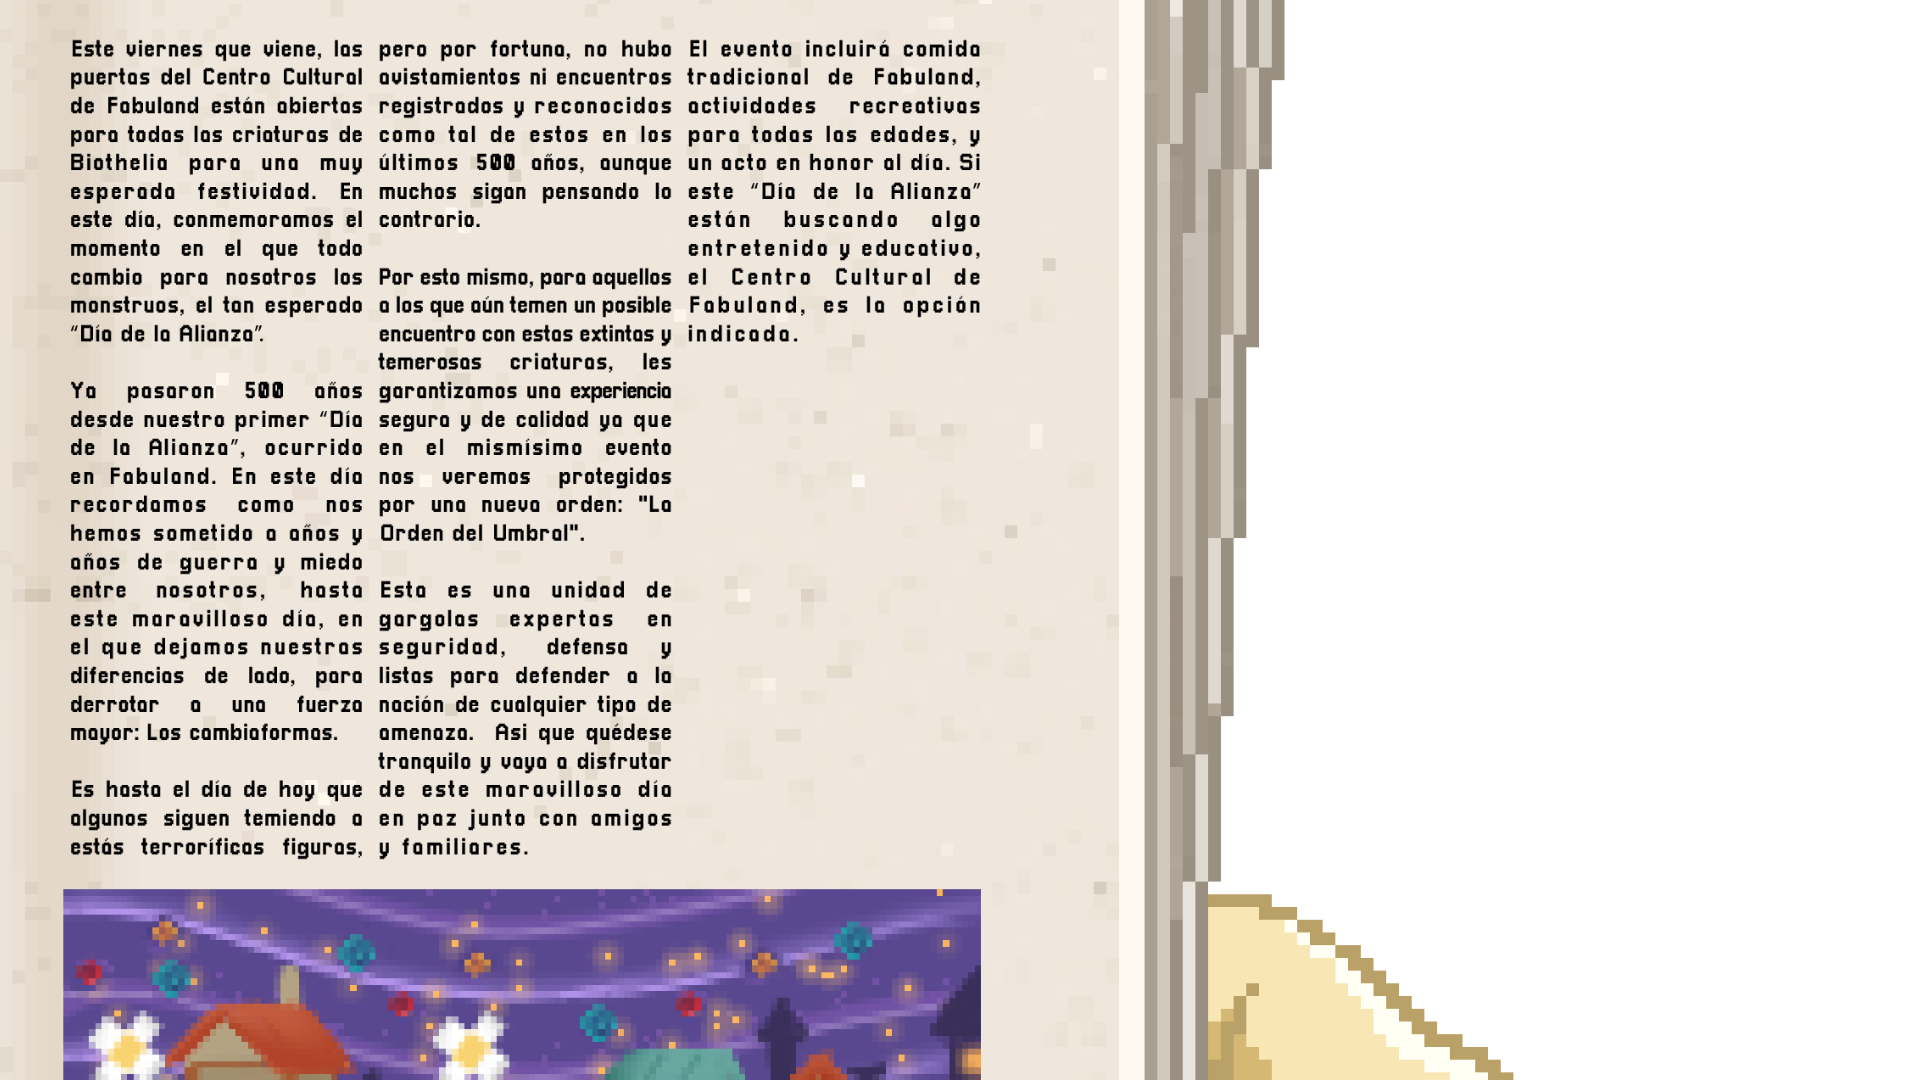 Este viernes que viene, las
puertas del Centro Cultural
de Fabuland están abiertas
para todas las criaturas de
Biothelia para una muy
esperada festividad. En
este día, conmemoramos el
momento en el que todo
cambio para nosotros los
monstruos, el tan esperado
“Día de la Alianza”.
Ya pasaron 500 años
desde nuestro primer “Día
de la Alianza”, ocurrido
en Fabuland. En este día
recordamos como nos
hemos sometido a años y
años de guerra y miedo
entre nosotros, hasta
este maravilloso día, en
el que dejamos nuestras
diferencias de lado, para
derrotar a una fuerza
mayor: Los cambiaformas.
Es hasta el día de hoy que
algunos siguen temiendo a
estás terroríficas figuras,
pero por fortuna, no hubo
avistamientos ni encuentros
registrados y reconocidos
como tal de estos en los
últimos 500 años, aunque
muchos sigan pensando lo
contrario.
Por esto mismo, para aquellos
a los que aún temen un posible
encuentro con estas extintas y
temerosas criaturas, les
garantizamos una experiencia
segura y de calidad ya que
en el mismísimo evento
nos veremos protegidos
por una nueva orden: "La
Orden del Umbral".
Esta es una unidad de
gargolas expertas en
seguridad, defensa y
listas para defender a la
nación de cualquier tipo de
amenaza. Asi que quédese
tranquilo y vaya a disfrutar
de este maravilloso día
en paz junto con amigos
y familiares.
El evento incluirá comida
tradicional de Fabuland,
actividades recreativas
para todas las edades, y
un acto en honor al día. Si
este “Día de la Alianza”
están buscando algo
entretenido y educativo,
el Centro Cultural de
Fabuland, es la opción
indicada.